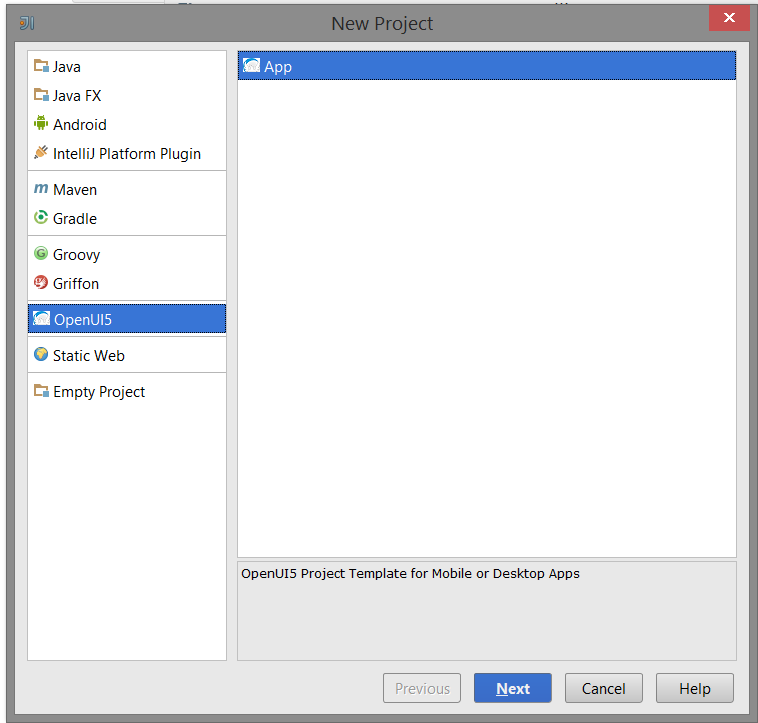 New Project
Java
Java FX
Android
IntelliJ Platform Plugin
Maven
Gradle
Groovy
Griffon
OpenUI5
Static Web
Empty Project
App
OpenUI5 Project Template for Mobile or Desktop Apps
Previous
Next
Cancel
Help